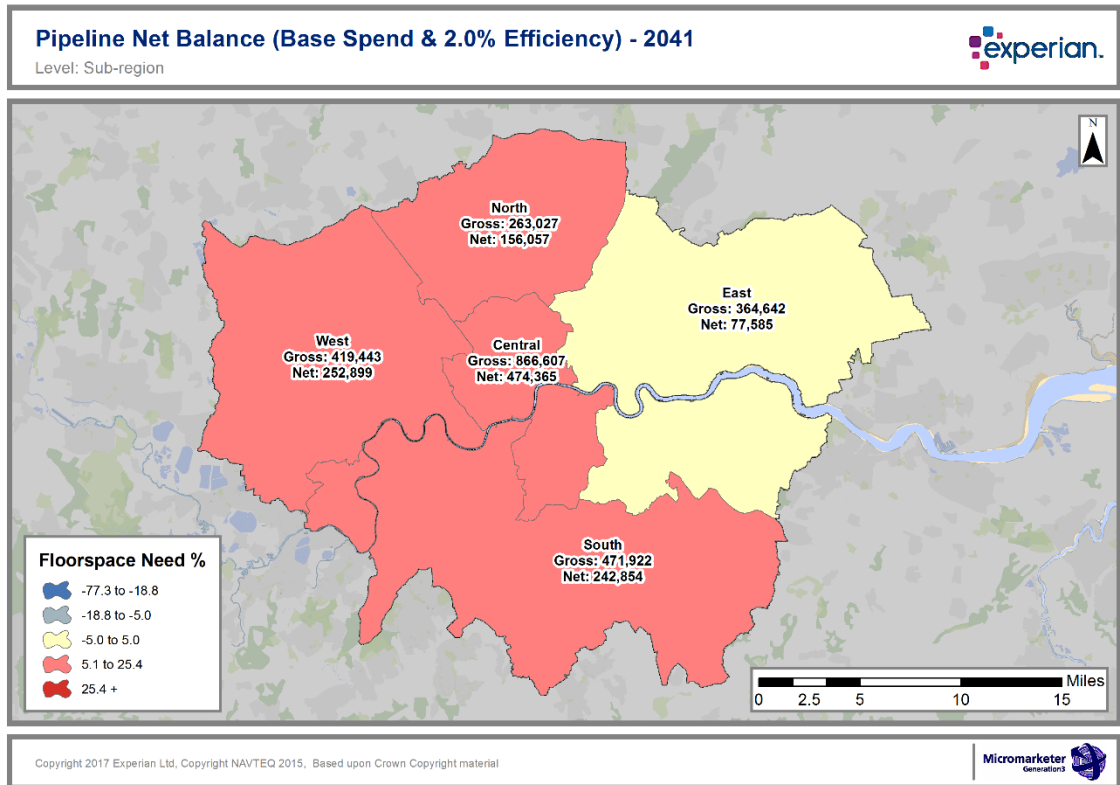 Pipeline Net Balance (Base Spend & 2.0% Efficiency) - 2041
Level: Sub-region
experian.
N
North
Gross: 263,027
Net: 156,057
East
Gross: 364,642
Net: 77,585
West
Gross: 419,443
Net: 252,899
Central
Gross: 866,607
Net: 474,365
South
Gross: 471,922
Net: 242,854
Floorspace Need %
-77.3 to -18.8
-18.8 to -5.0
-5.0 to 5.0
5.1 to 25.4
25.4 +
Miles
0 2.5 5 10 15
Copyright 2017 Experian Ltd, Copyright NAVTEQ 2015, Based upon Crown Copyright material
Micromarketer
Generation3